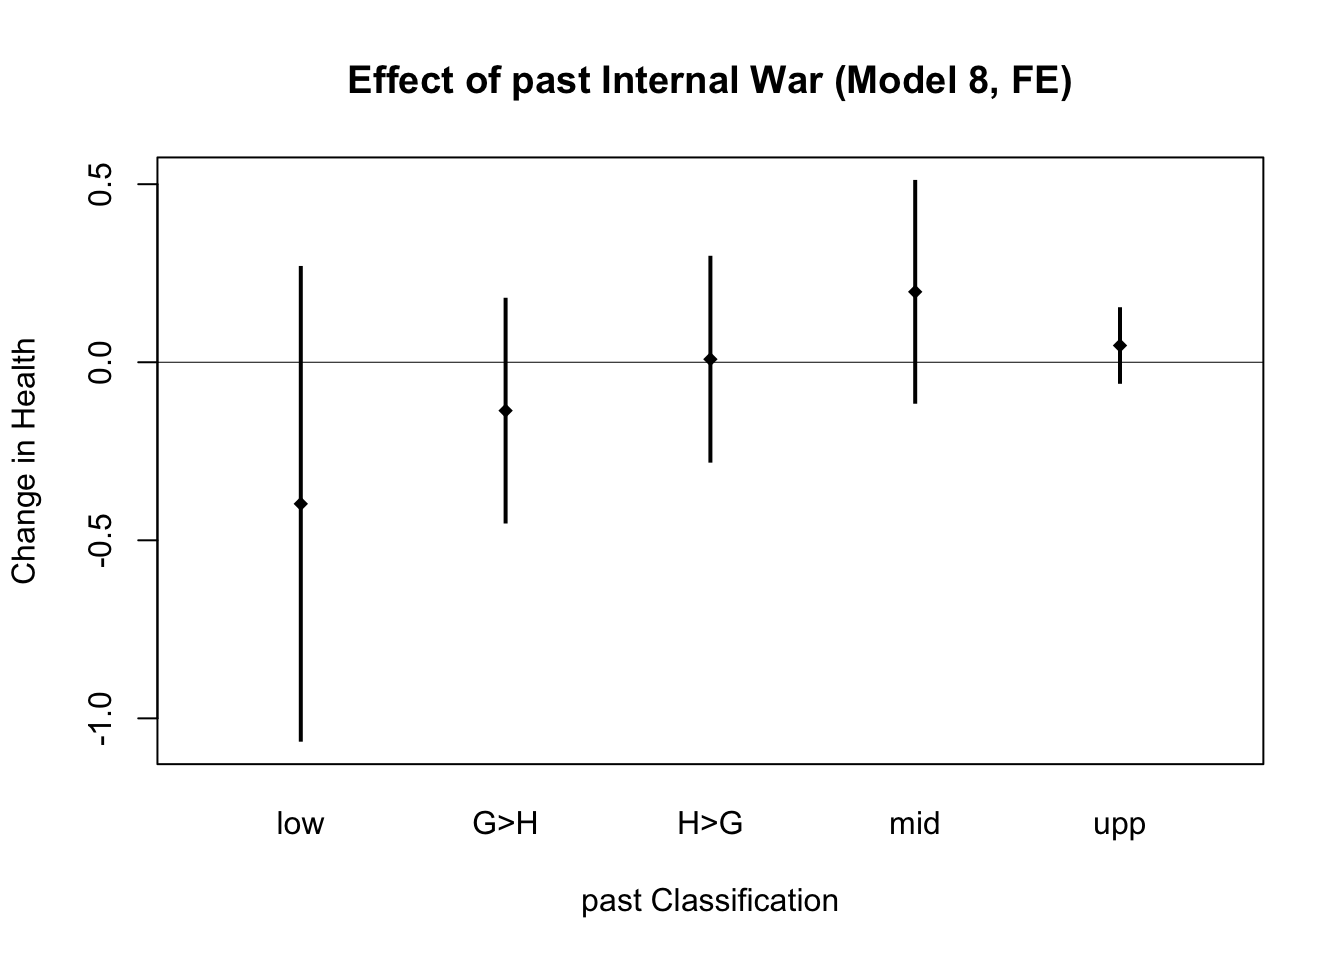 Effect of past Internal War (Model 8, FE)
Change in Health
0.5
0.0
-0.5
-1.0
low G>H H>G mid upp
past Classification